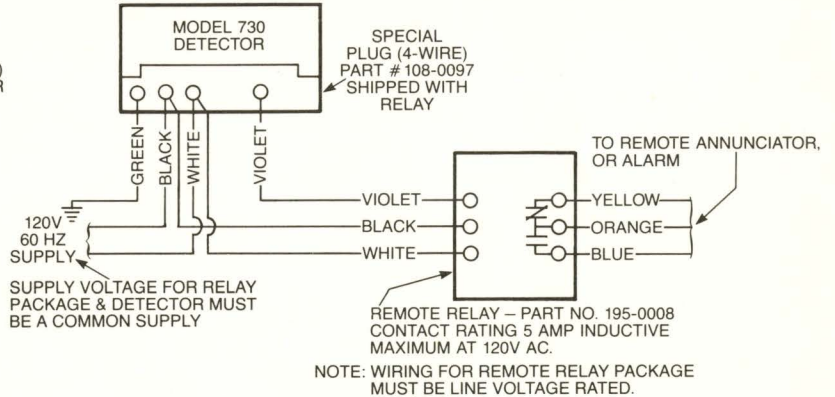 )
R
MODEL 730
DETECTOR
SPECIAL
PLUG (4-WIRE)
PART # 108-0097
SHIPPED WITH
RELAY
GREEN
BLACK
WHITE
VIOLET
TO REMOTE ANNUNCIATOR,
OR ALARM
VIOLET
BLACK
WHITE
YELLOW
ORANGE
BLUE
120V
60 HZ
SUPPLY
SUPPLY VOLTAGE FOR RELAY
PACKAGE & DETECTOR MUST
BE A COMMON SUPPLY
REMOTE RELAY – PART NO. 195-0008
CONTACT RATING 5 AMP INDUCTIVE
MAXIMUM AT 120V AC.
NOTE: WIRING FOR REMOTE RELAY PACKAGE
MUST BE LINE VOLTAGE RATED.